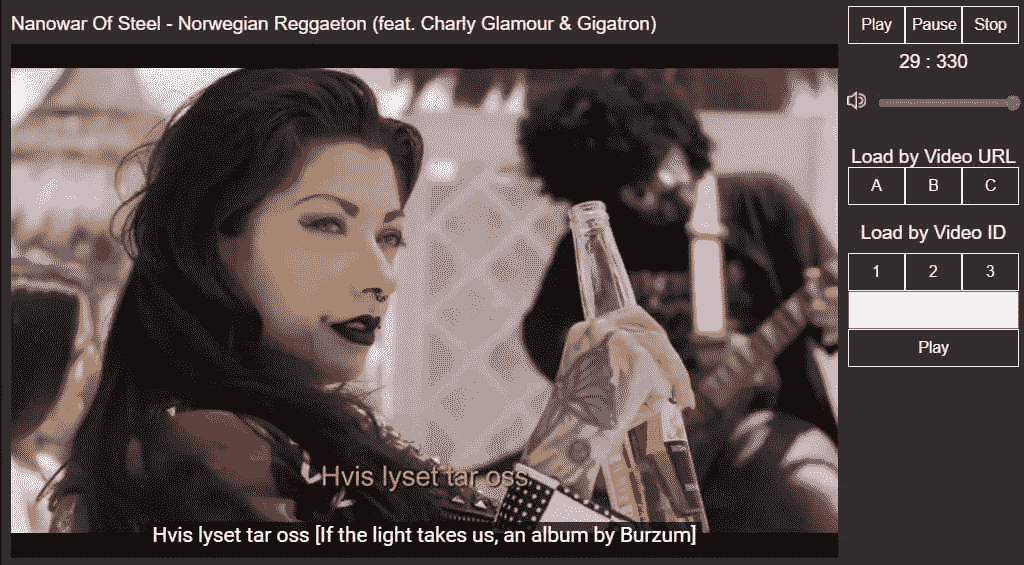 Nanowar Of Steel - Norwegian Reggaeton (feat. Charly Glamour & Gigatron)
Play Pause Stop
29 : 330
Load by Video URL
A B C
Load by Video ID
1 2 3
Play
Hvis lyset tar oss
Hvis lyset tar oss [If the light takes us, an album by Burzum]